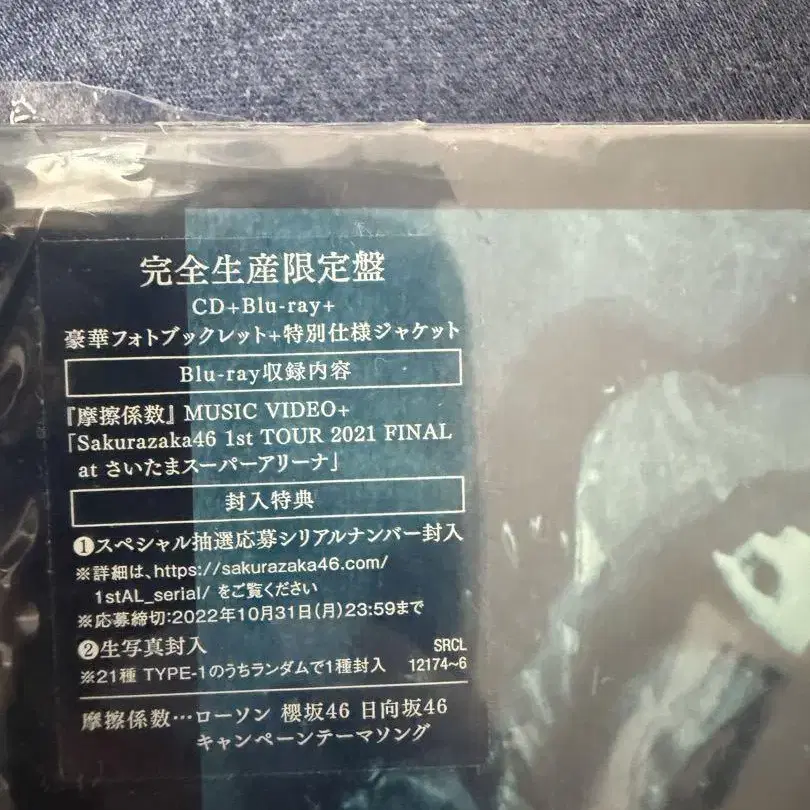 完全生産限定盤
CD+Blu-ray+
豪華フォトブックレット+特別仕様ジャケット
Blu-ray収録内容
『摩擦係数』 MUSIC VIDEO+
「Sakurazaka46 1st TOUR 2021 FINAL
at さいたまスーパーアリーナ」
封入特典
❶スペシャル抽選応募シリアルナンバー封入
※詳細は、https://sakurazaka46.com/
1stAL_serial/ をご覧ください
※応募締切:2022年10月31日(月)23:59まで
❷生写真封入
※21種 TYPE-1のうちランダムで1種封入
SRCL
12174~6
摩擦係数…ローソン 櫻坂46 日向坂46
キャンペーンテーマソング